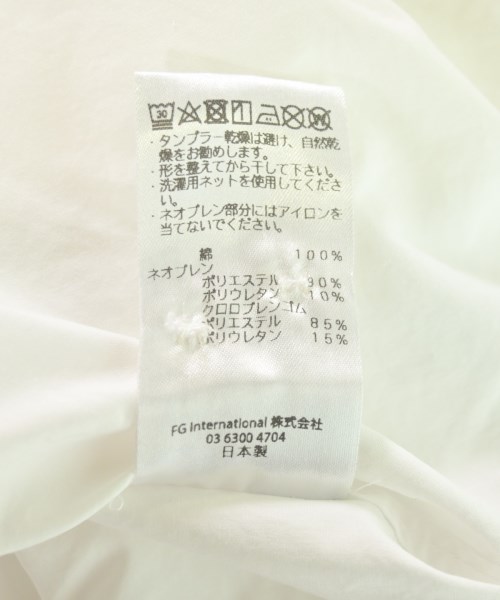 30
・タンブラー乾燥は避け、自然乾
燥をお勧めします。
・形を整えてから干して下さい。
・洗濯用ネットを使用してくださ
い。
・ネオプレン部分にはアイロンを
当てないでください。
綿 100%
ネオプレン
ポリエステル 90%
ポリウレタン 10%
クロロプレンゴム
ポリエステル 85%
ポリウレタン 15%
FG International 株式会社
03 6300 4704
日本製